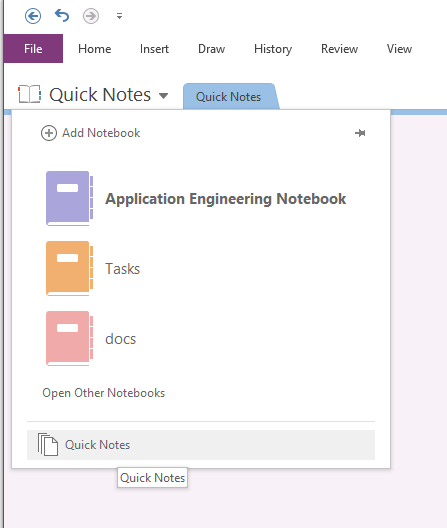 File Home Insert Draw History Review View
Quick Notes Quick Notes
Add Notebook
Application Engineering Notebook
Tasks
docs
Open Other Notebooks
Quick Notes
Quick Notes